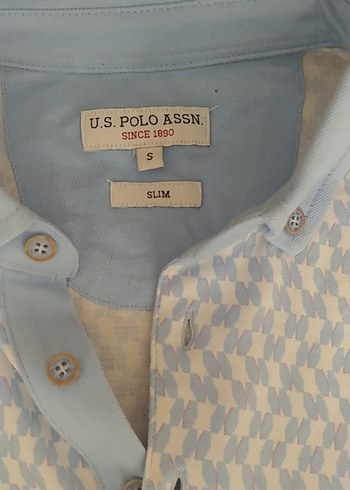 U.S. POLO ASSN.
SINCE 1890
S
SLIM